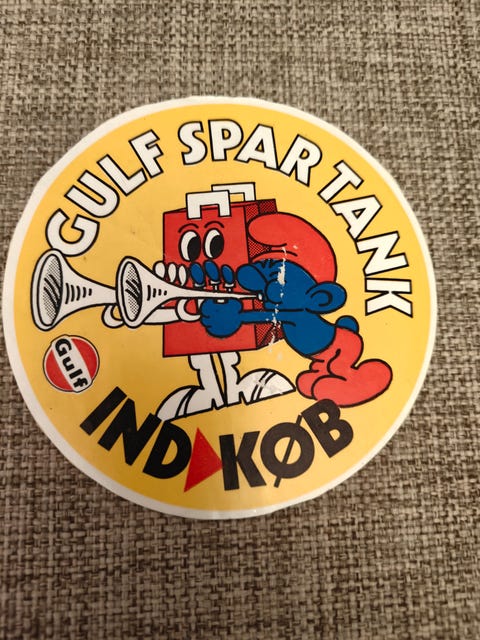 GULF SPAR TANK
Gulf
IND KØB